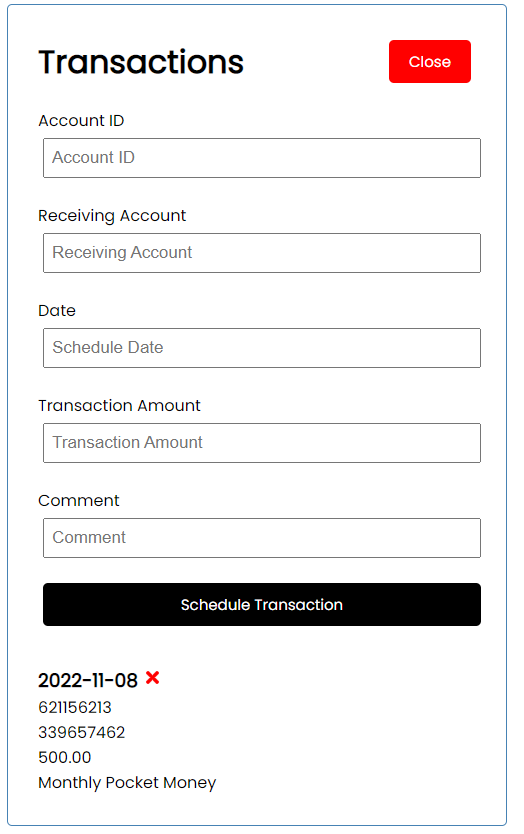 Transactions
Close
Account ID
Account ID
Receiving Account
Receiving Account
Date
Schedule Date
Transaction Amount
Transaction Amount
Comment
Comment
Schedule Transaction
2022-11-08
621156213
339657462
500.00
Monthly Pocket Money